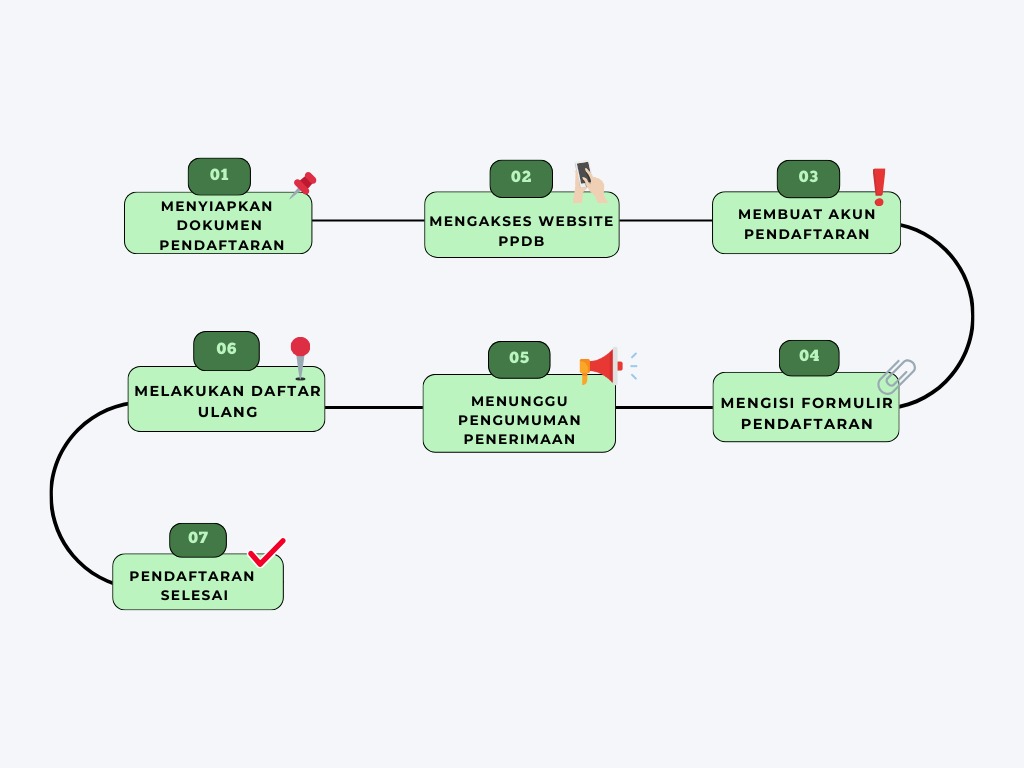 01
MENYIAPKAN
DOKUMEN
PENDAFTARAN
02
MENGAKSES WEBSITE
PPDB
03
MEMBUAT AKUN
PENDAFTARAN
04
MENGISI FORMULIR
PENDAFTARAN
05
MENUNGGU
PENGUMUMAN
PENERIMAAN
06
MELAKUKAN DAFTAR
ULANG
07
PENDAFTARAN
SELESAI